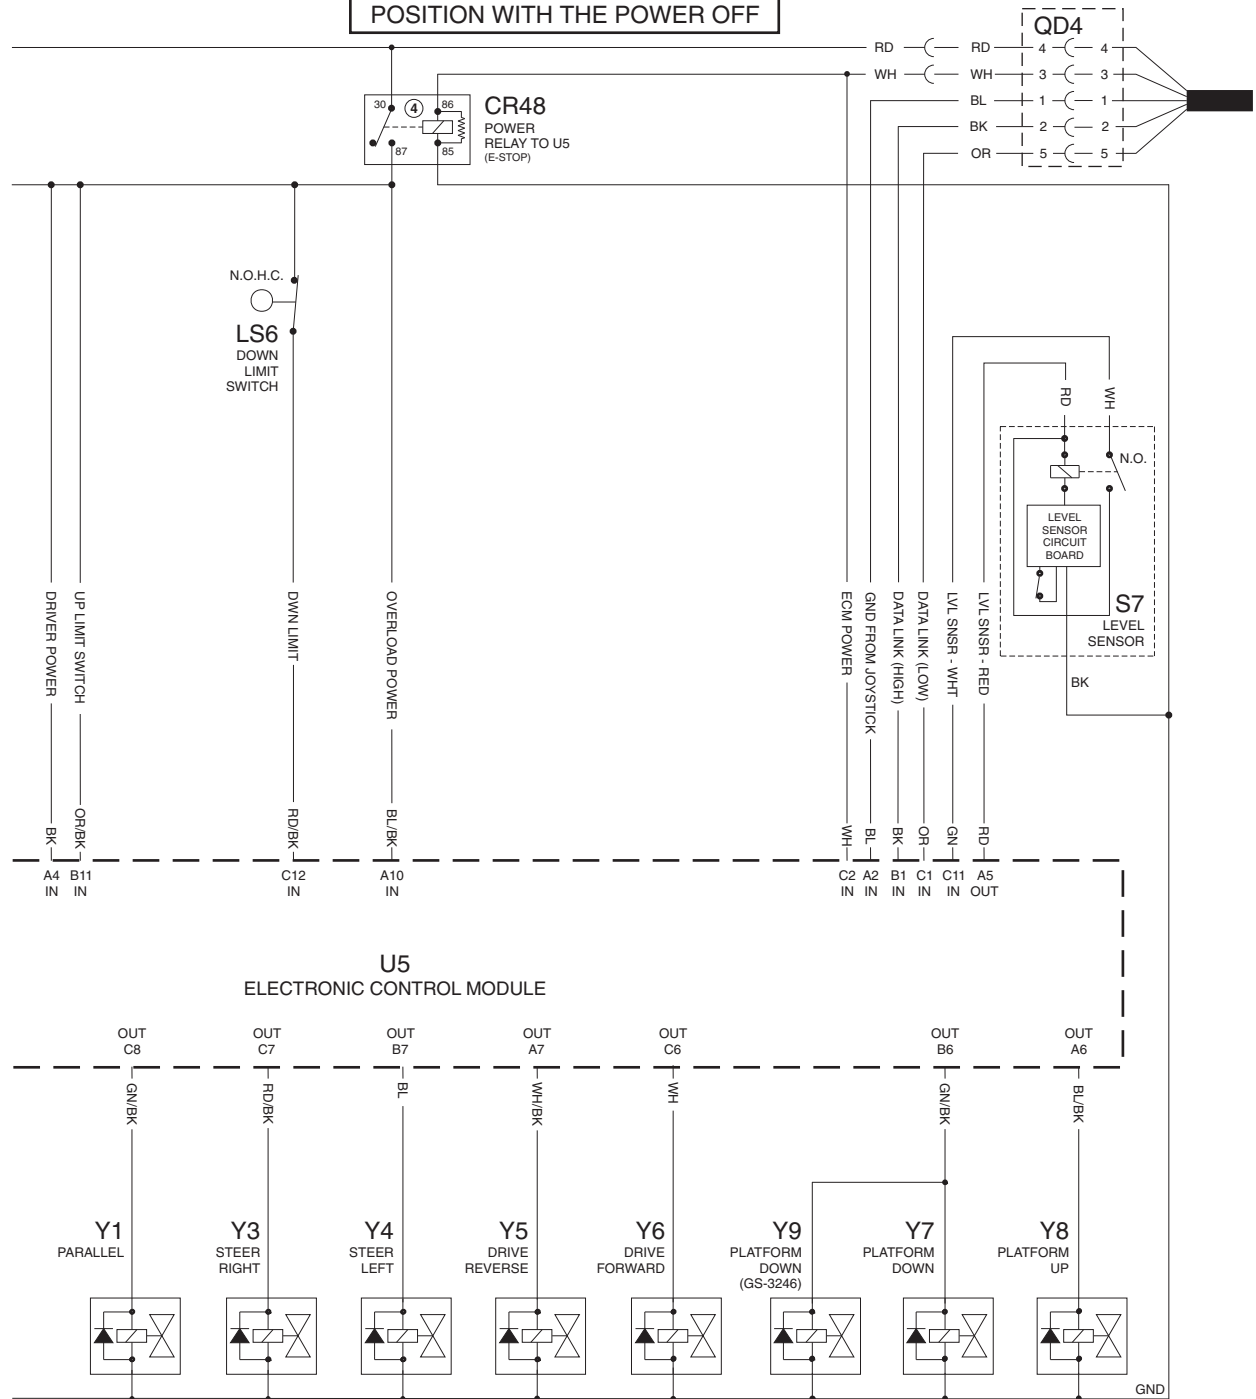 POSITION WITH THE POWER OFF
QD4
RD RD 4 4
WH WH 3 3
BL 1 1
BK 2 2
OR 5 5
30 4 86
87 85
CR48
POWER
RELAY TO U5
(E-STOP)
N.O.H.C.
LS6
DOWN
LIMIT
SWITCH
RD
WH
N.O.
LEVEL
SENSOR
CIRCUIT
BOARD
S7
LEVEL
SENSOR
BK
DRIVER POWER
UP LIMIT SWITCH
DWN LIMIT
OVERLOAD POWER
ECM POWER
GND FROM JOYSTICK
DATA LINK (HIGH)
DATA LINK (LOW)
LVL SNSR - WHT
LVL SNSR - RED
BK
OR/BK
RD/BK
BL/BK
WH
BL
BK
OR
GN
RD
A4 B11 C12 A10 C2 A2 B1 C1 C11 A5
IN IN IN IN IN IN IN IN IN OUT
U5
ELECTRONIC CONTROL MODULE
OUT OUT OUT OUT OUT OUT OUT
C8 C7 B7 A7 C6 B6 A6
GN/BK
RD/BK
BL
WH/BK
WH
GN/BK
BL/BK
Y1
PARALLEL
Y3
STEER
RIGHT
Y4
STEER
LEFT
Y5
DRIVE
REVERSE
Y6
DRIVE
FORWARD
Y9
PLATFORM
DOWN
(GS-3246)
Y7
PLATFORM
DOWN
Y8
PLATFORM
UP
GND